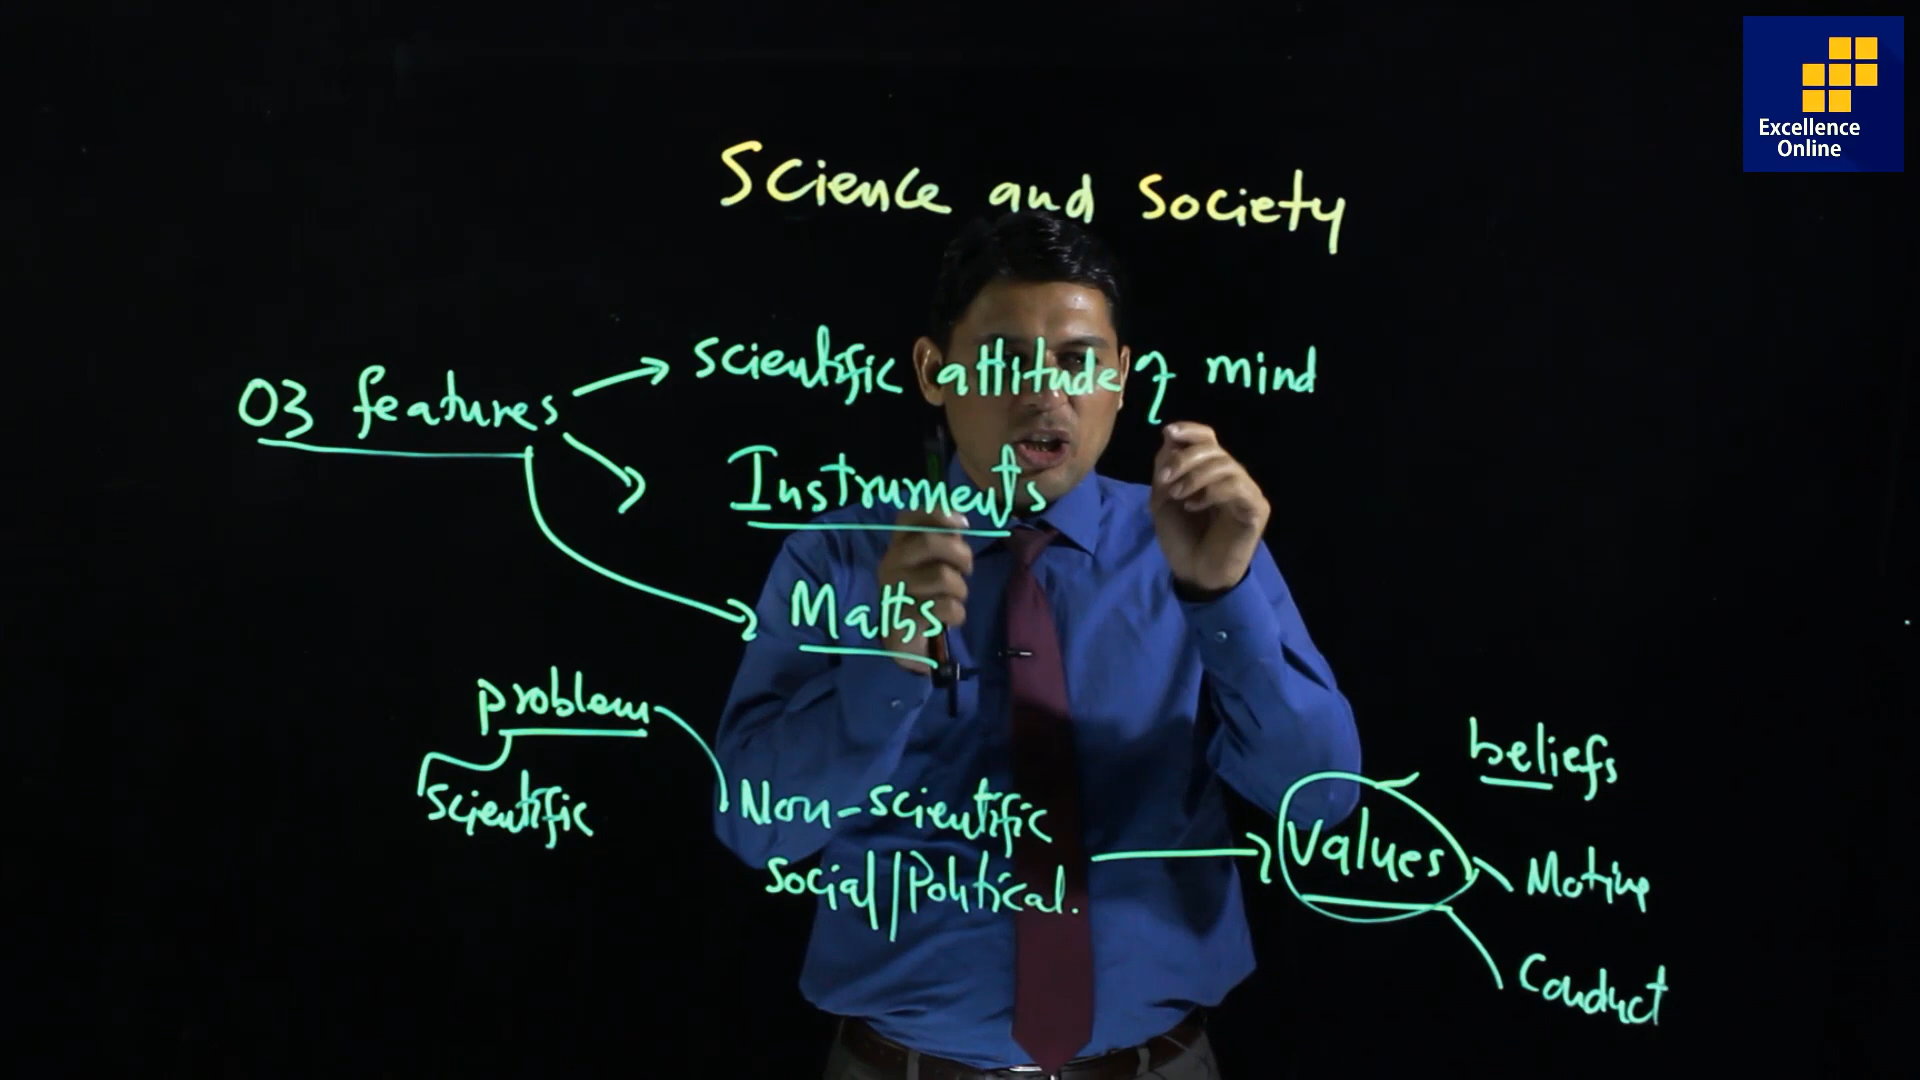 Excellence
Online
Science and Society
03 features
Scientific attitude of mind
Instruments
Maths
problem
Scientific
Non-scientific
Social/Political.
Values
beliefs
Motive
Conduct